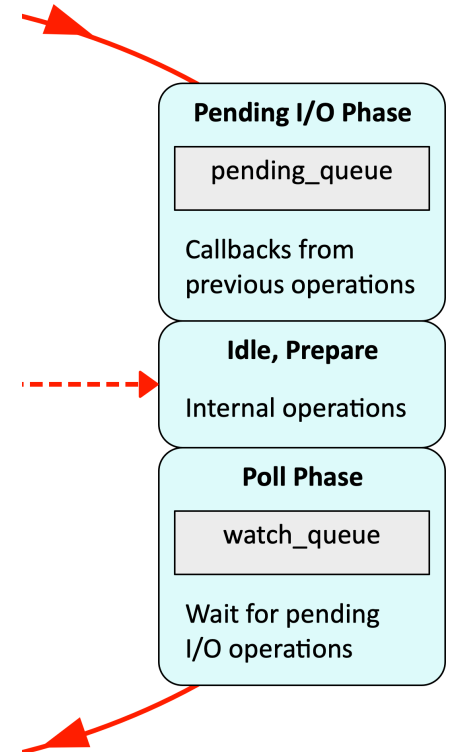 Pending I/O Phase
pending_queue
Callbacks from
previous operations
Idle, Prepare
Internal operations
Poll Phase
watch_queue
Wait for pending
I/O operations